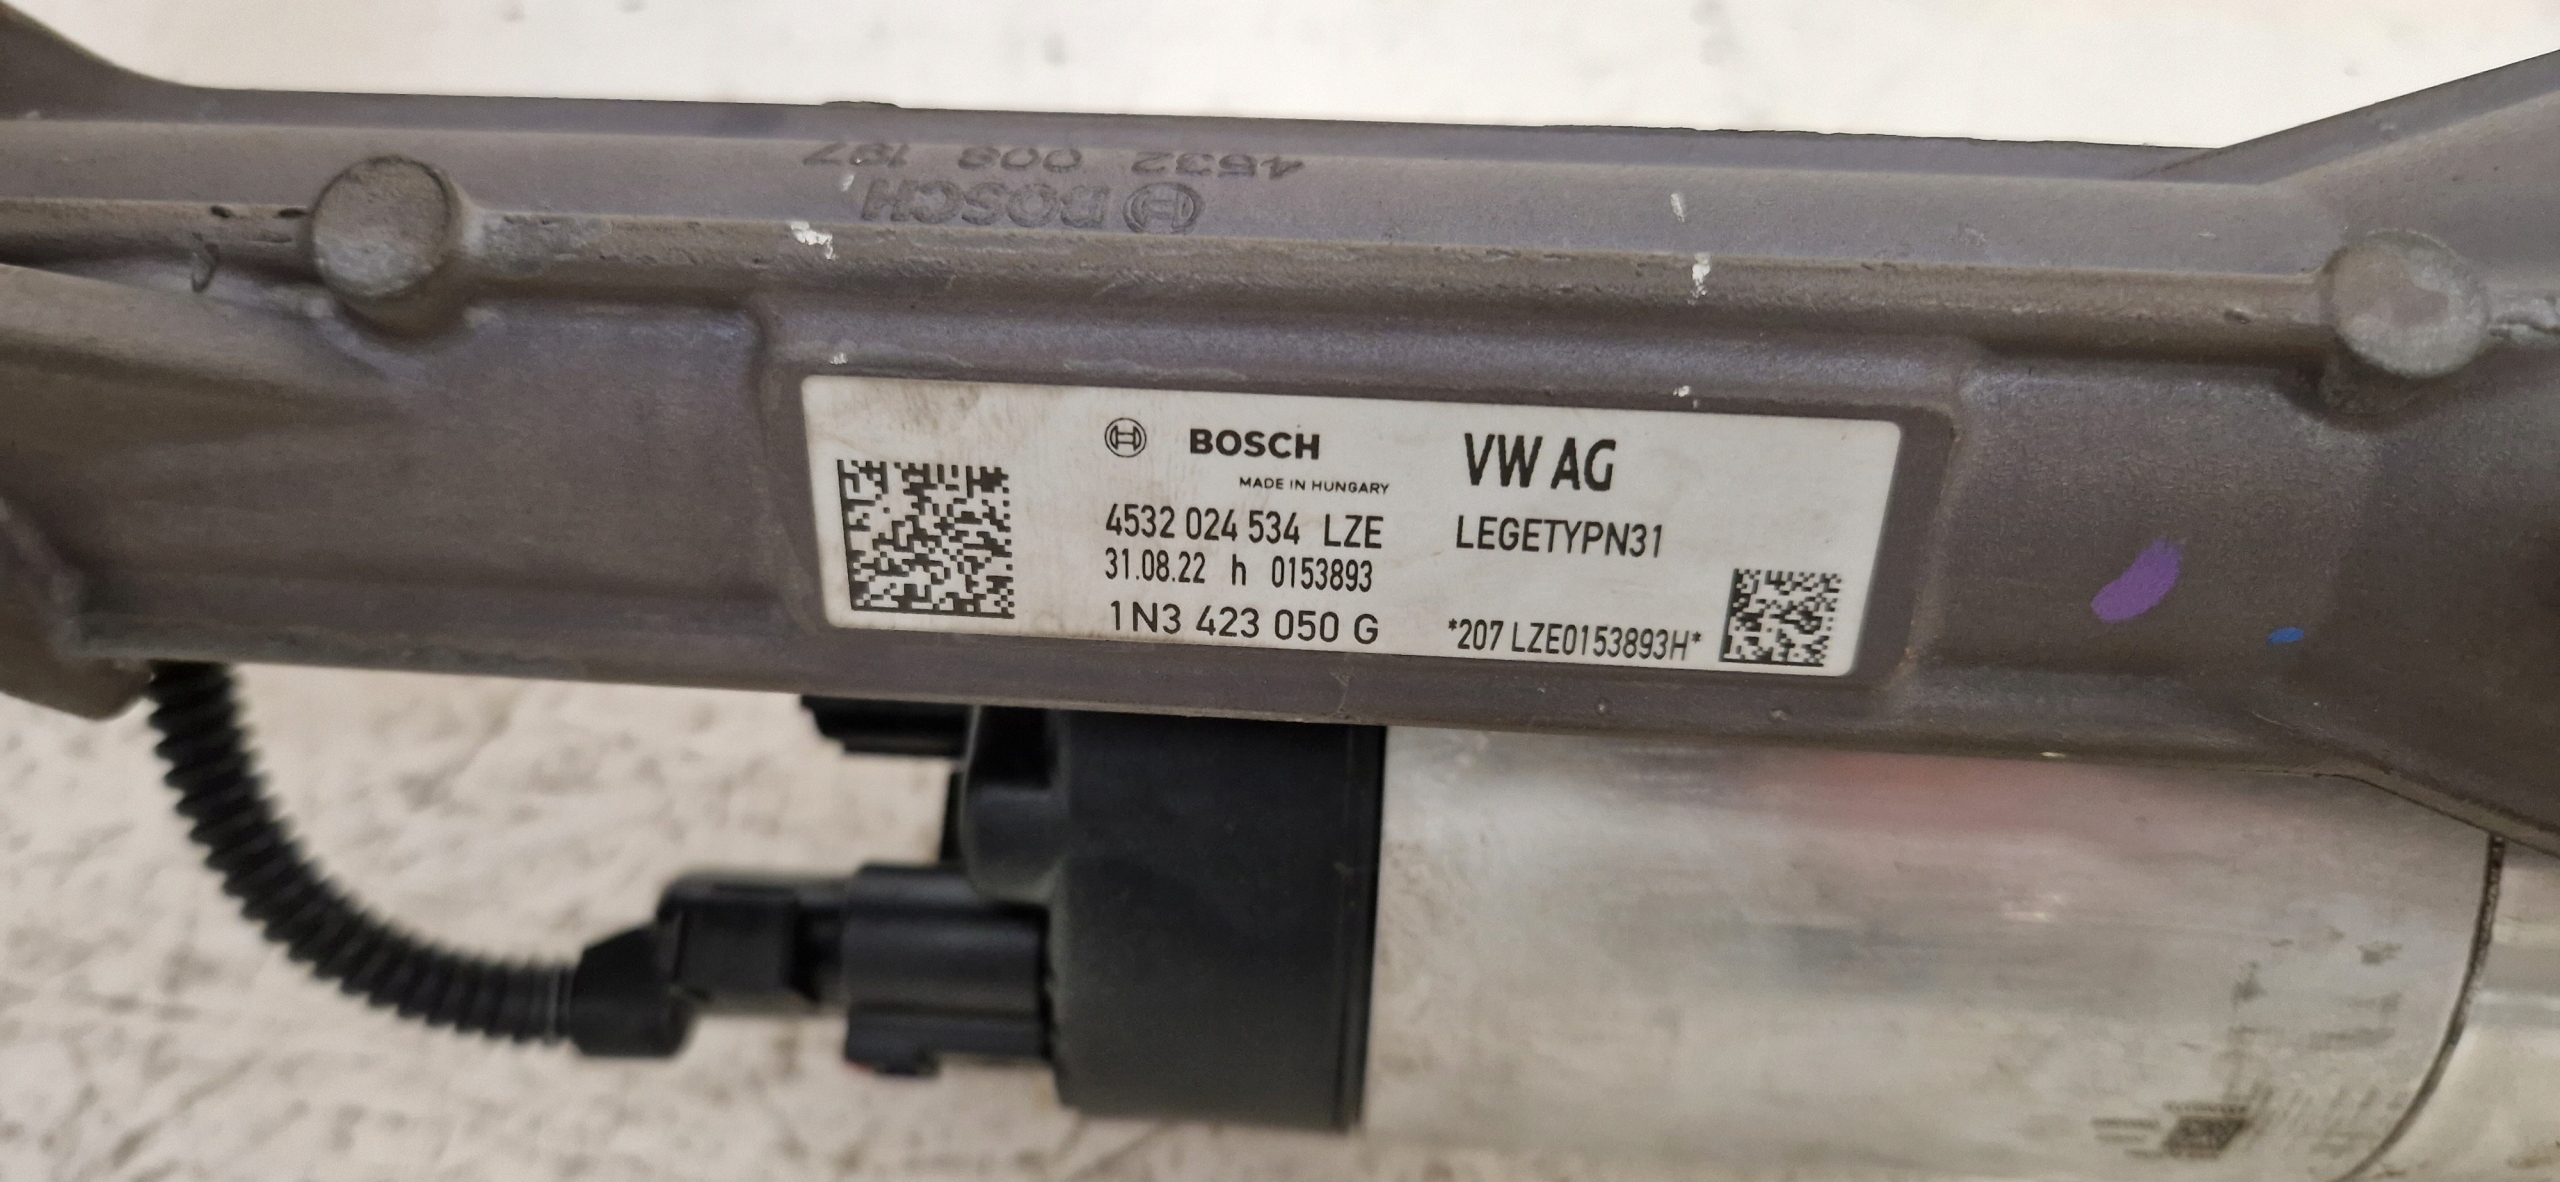 4532 008 197
BOSCH
BOSCH
MADE IN HUNGARY
4532 024 534 LZE
31.08.22 h 0153893
1N3 423 050 G
VW AG
LEGETYPN31
*207 LZE0153893H*